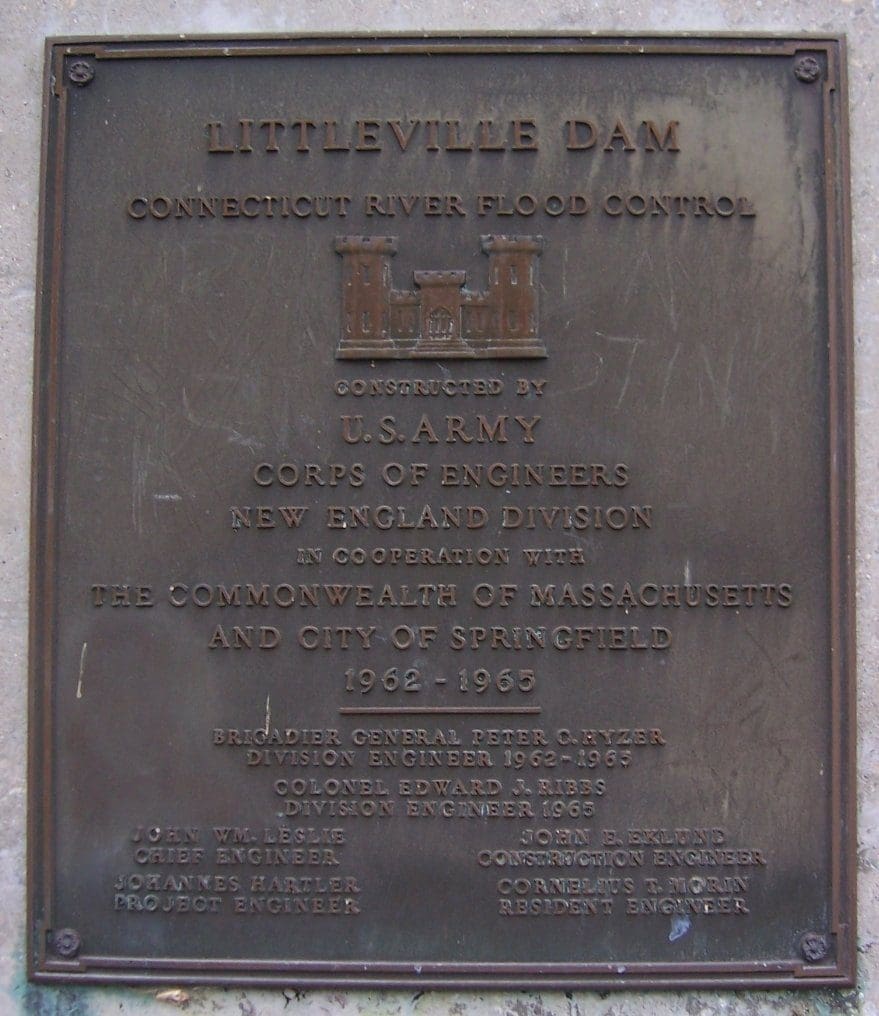 LITTLEVILLE DAM
CONNECTICUT RIVER FLOOD CONTROL
CONSTRUCTED BY
U.S. ARMY
CORPS OF ENGINEERS
NEW ENGLAND DIVISION
IN COOPERATION WITH
THE COMMONWEALTH OF MASSACHUSETTS
AND CITY OF SPRINGFIELD
1962 - 1965
BRIGADIER GENERAL PETER C. HYZER
DIVISION ENGINEER 1962-1965
COLONEL EDWARD J. RIBBS
DIVISION ENGINEER 1965
JOHN WM. LESLIE
CHIEF ENGINEER
JOHANNES HARTLER
PROJECT ENGINEER
JOHN E. EKLUND
CONSTRUCTION ENGINEER
CORNELIUS T. MORIN
RESIDENT ENGINEER